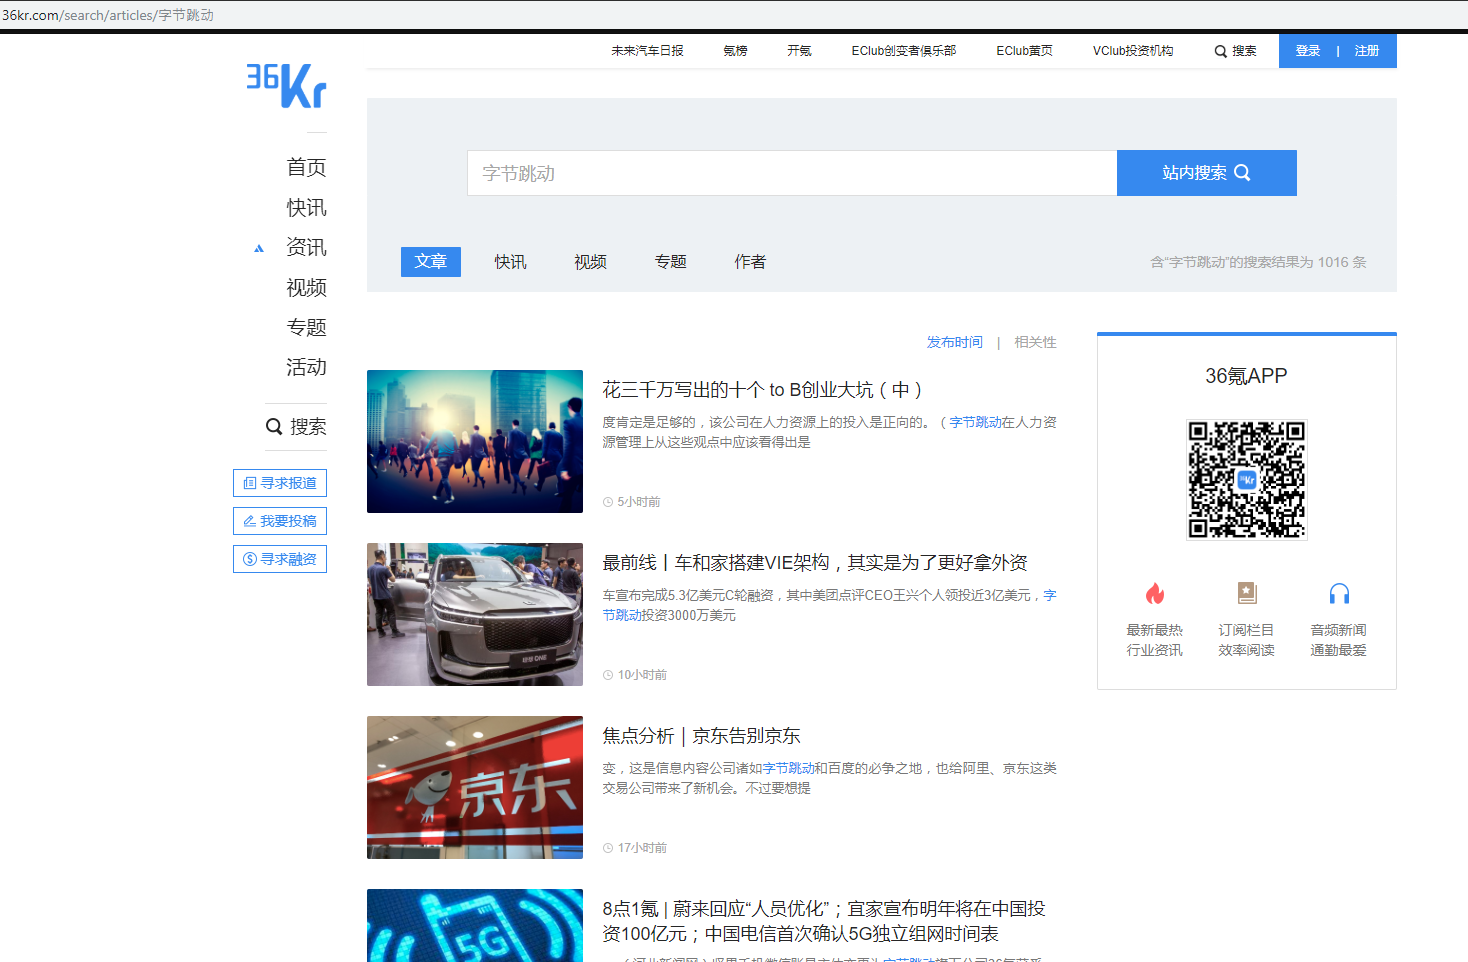 36kr.com/search/articles/字节跳动
未来汽车日报 氪榜 开氪 EClub创变者俱乐部 EClub黄页 VClub投资机构 搜索 登录 | 注册
36Kr
首页
快讯
资讯
视频
专题
活动
搜索
寻求报道
我要投稿
寻求融资
字节跳动 站内搜索
文章 快讯 视频 专题 作者 含“字节跳动”的搜索结果为 1016 条
发布时间 | 相关性
花三千万写出的十个 to B创业大坑（中）
度肯定是足够的，该公司在人力资源上的投入是正向的。（字节跳动在人力资
源管理上从这些观点中应该看得出是
5小时前
最前线丨车和家搭建VIE架构，其实是为了更好拿外资
车宣布完成5.3亿美元C轮融资，其中美团点评CEO王兴个人领投近3亿美元，字
节跳动投资3000万美元
理想 ONE
10小时前
焦点分析｜京东告别京东
变，这是信息内容公司诸如字节跳动和百度的必争之地，也给阿里、京东这类
交易公司带来了新机会。不过要想提
京东
17小时前
8点1氪 | 蔚来回应“人员优化”；宜家宣布明年将在中国投
资100亿元；中国电信首次确认5G独立组网时间表
5G
36氪APP
最新最热
行业资讯
订阅栏目
效率阅读
音频新闻
通勤最爱